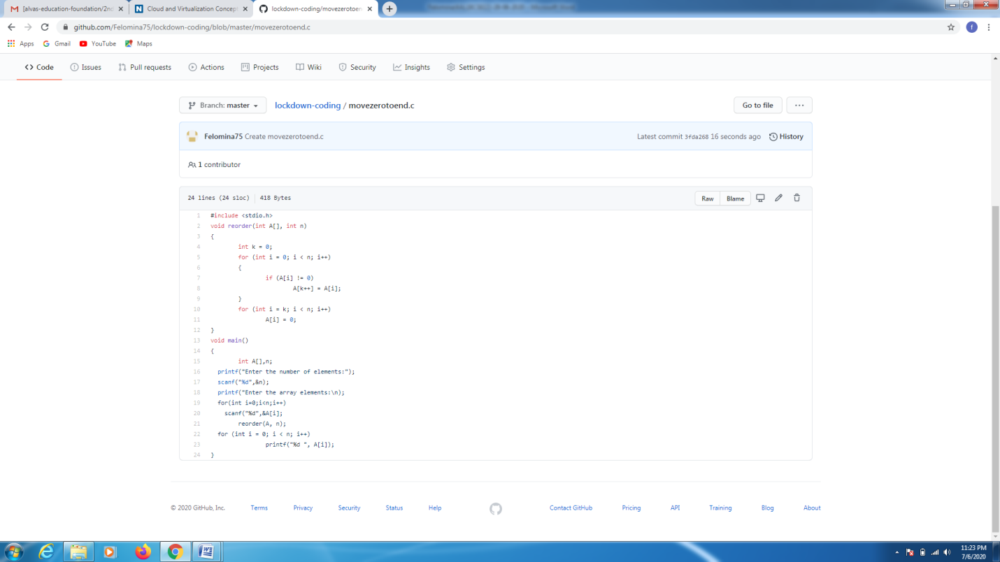 [alvas-education-foundation/2nd
Cloud and Virtualization Concept
lockdown-coding/movezerotoen
github.com/Felomina75/lockdown-coding/blob/master/movezerotoend.c
f
Apps Gmail YouTube Maps
Code Issues Pull requests Actions Projects Wiki Security Insights Settings
Branch: master lockdown-coding / movezerotoend.c Go to file ...
Felomina75 Create movezerotoend.c Latest commit 3fda268 16 seconds ago History
1 contributor
24 lines (24 sloc) 418 Bytes Raw Blame
1 #include <stdio.h>
2 void reorder(int A[], int n)
3 {
4 int k = 0;
5 for (int i = 0; i < n; i++)
6 {
7 if (A[i] != 0)
8 A[k++] = A[i];
9 }
10 for (int i = k; i < n; i++)
11 A[i] = 0;
12 }
13 void main()
14 {
15 int A[],n;
16 printf("Enter the number of elements:");
17 scanf("%d",&n);
18 printf("Enter the array elements:\n);
19 for(int i=0;i<n;i++)
20 scanf("%d",&A[i];
21 reorder(A, n);
22 for (int i = 0; i < n; i++)
23 printf("%d ", A[i]);
24 }
© 2020 GitHub, Inc. Terms Privacy Security Status Help Contact GitHub Pricing API Training Blog About
11:23 PM
7/6/2020